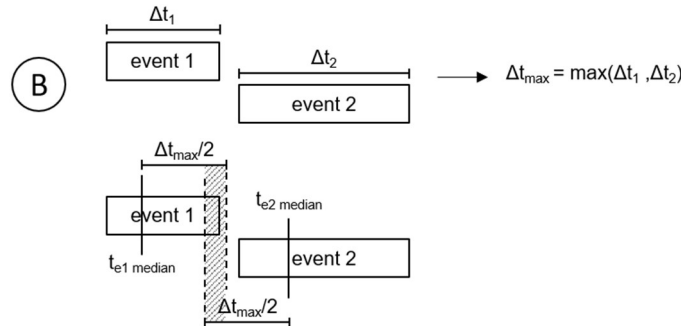 Δt₁
event 1
B
Δt₂
event 2
Δtmax = max(Δt₁ ,Δt₂)
Δtmax/2
event 1
te1 median
te2 median
event 2
Δtmax/2